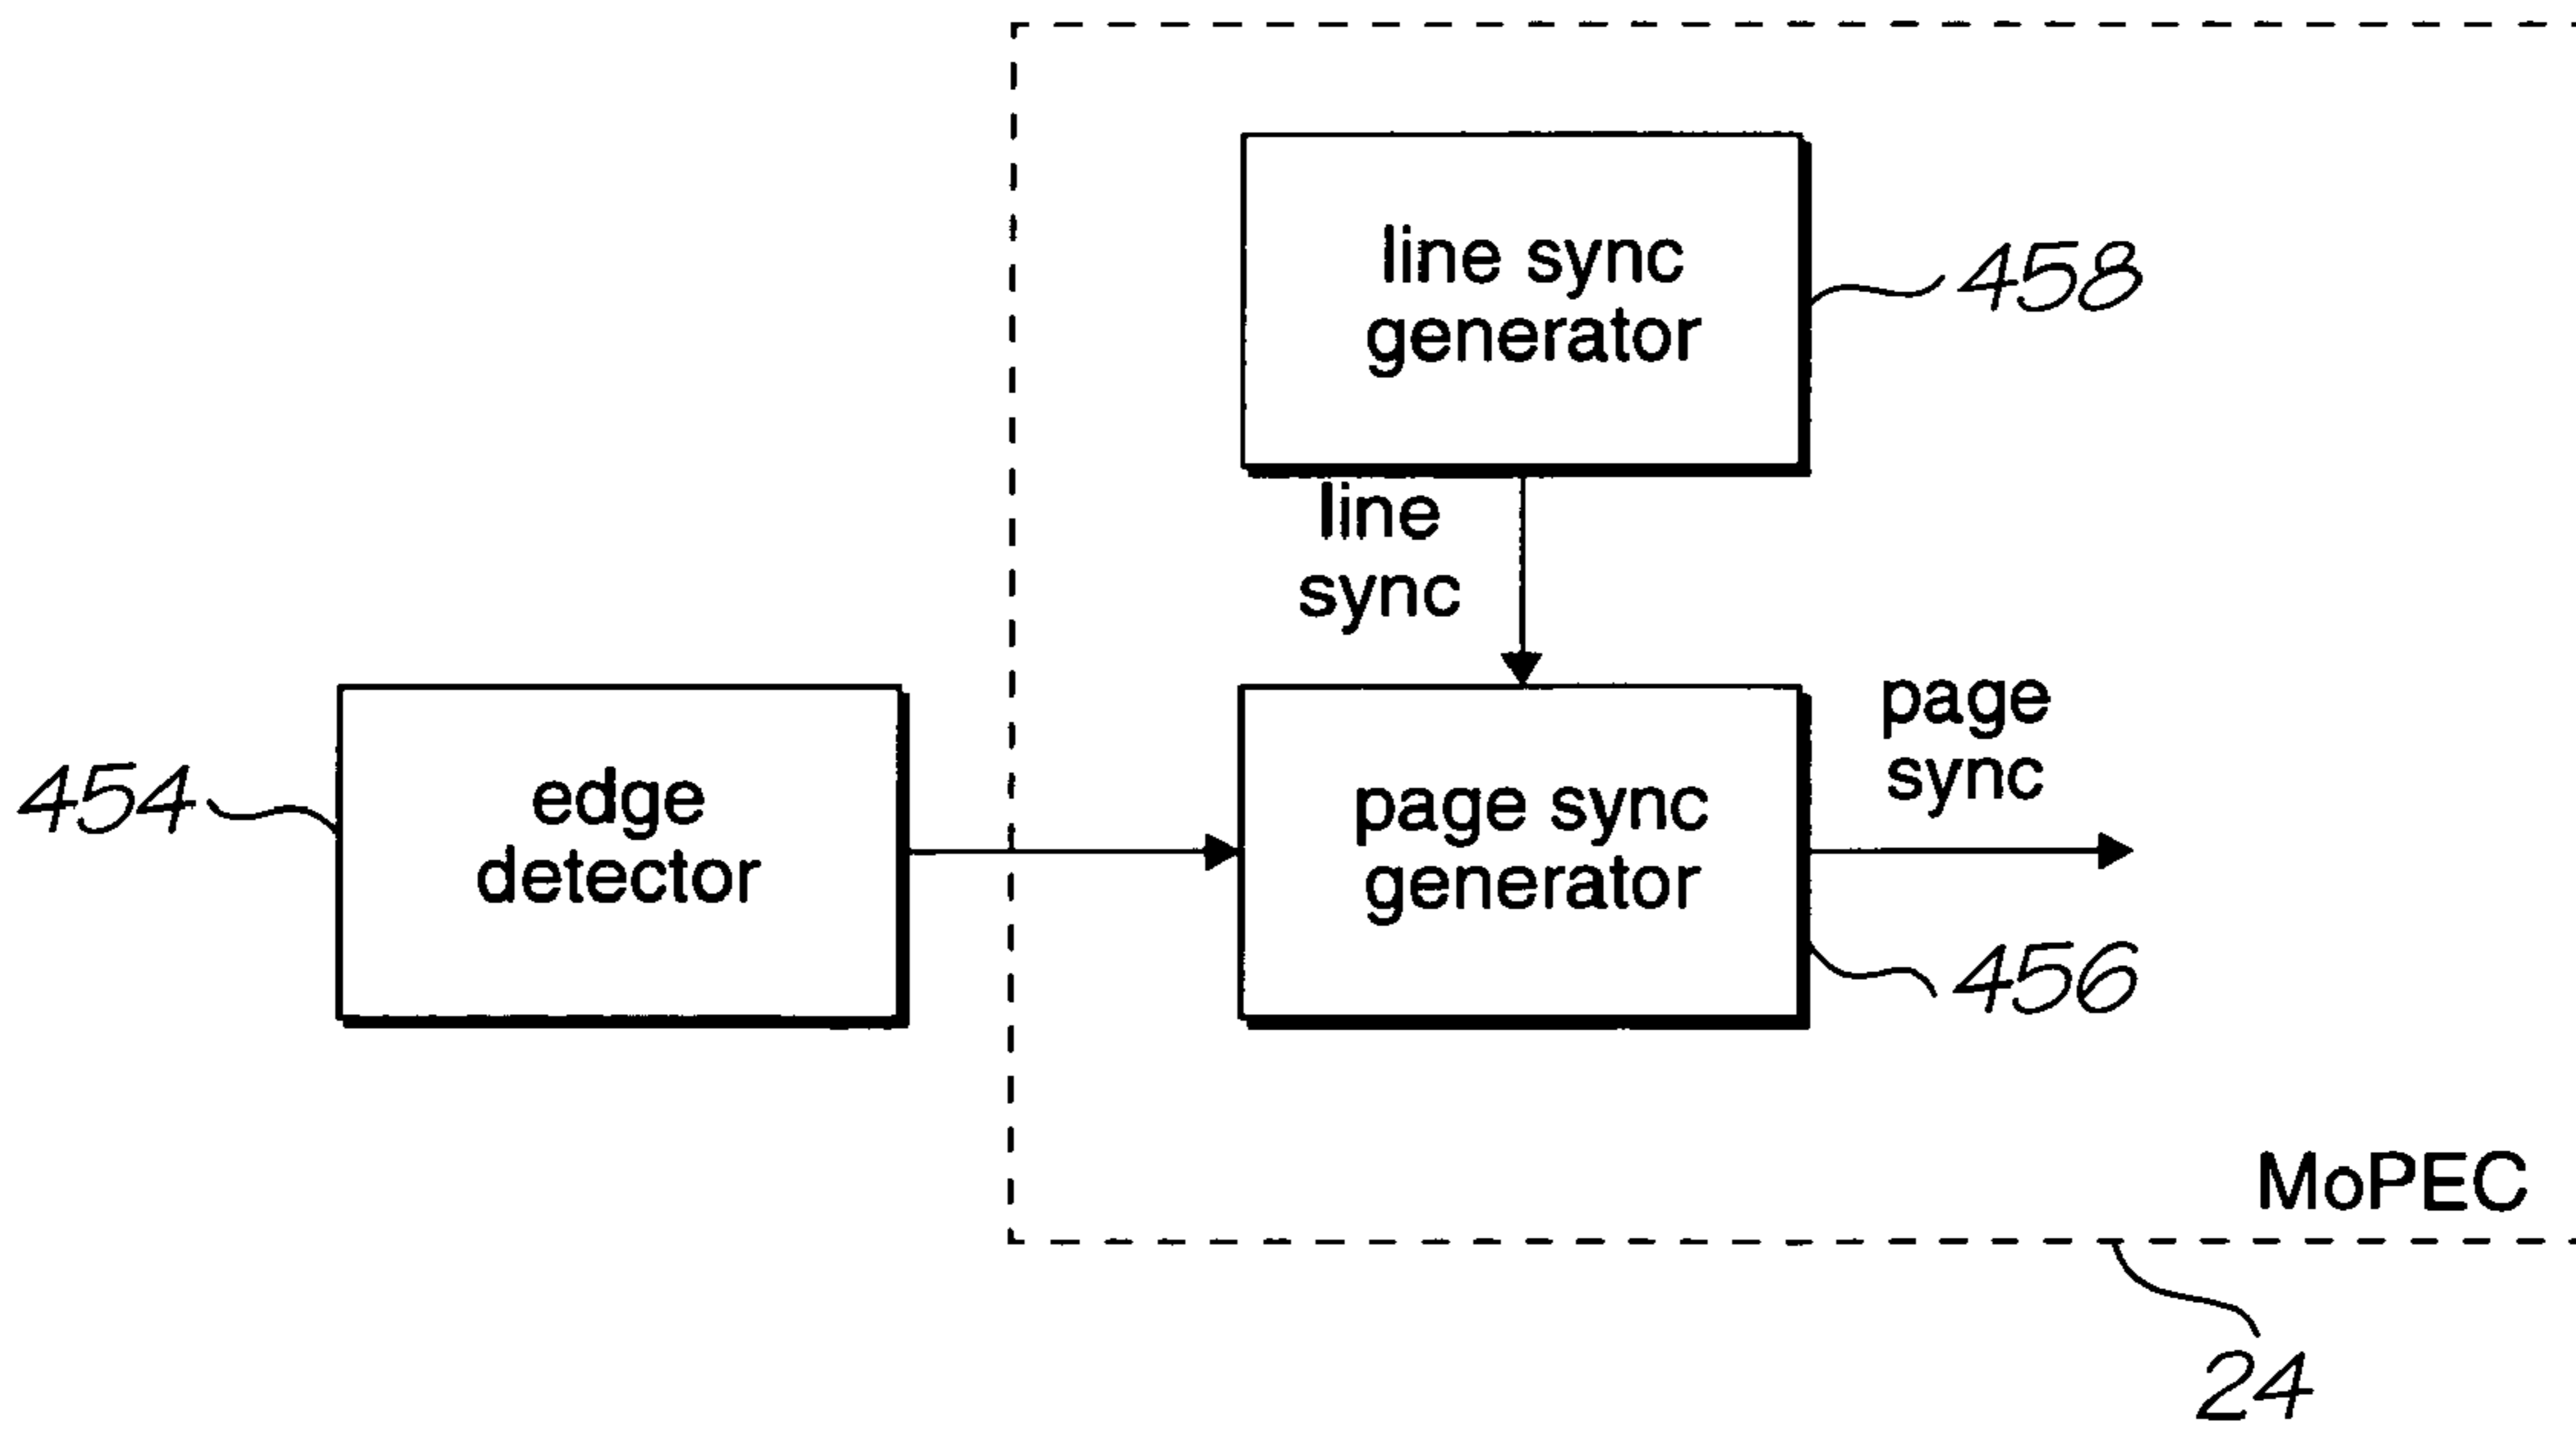 line sync
generator
458
line
sync
page
sync
454
edge
detector
page sync
generator
456
MoPEC
24